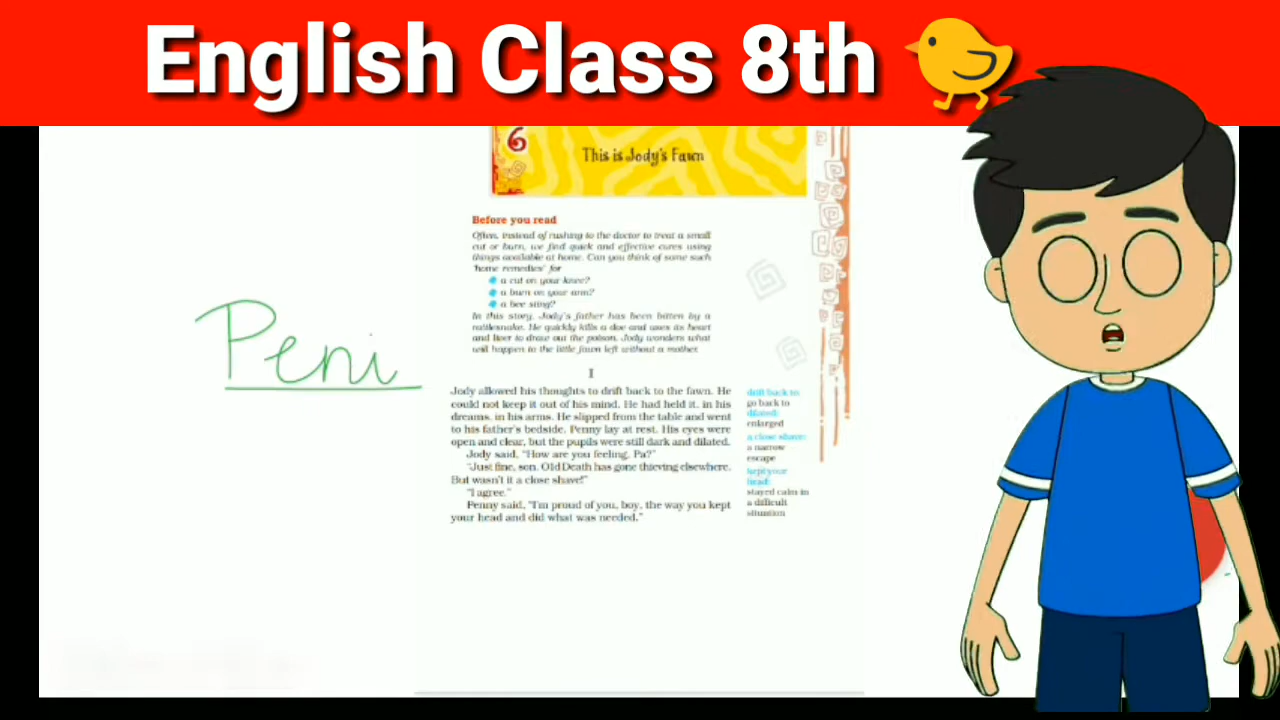 English Class 8th
6
This is Jody's Fawn
Before you read
Often, instead of rushing to the doctor to treat a small
cut or burn, we find quick and effective cures using
things available at home. Can you think of some such
'home remedies' for
a cut on your knee?
a burn on your arm?
a bee sting?
In this story, Jody's father has been bitten by a
rattlesnake. He quickly kills a doe and uses its heart
and liver to draw out the poison. Jody wonders what
will happen to the little fawn left without a mother.
Peni
I
Jody allowed his thoughts to drift back to the fawn. He
could not keep it out of his mind. He had held it, in his
dreams, in his arms. He slipped from the table and went
to his father's bedside. Penny lay at rest. His eyes were
open and clear, but the pupils were still dark and dilated.
Jody said, "How are you feeling, Pa?"
"Just fine, son. Old Death has gone thieving elsewhere.
But wasn't it a close shave!"
"I agree."
Penny said, "I'm proud of you, boy, the way you kept
your head and did what was needed."
drift back to:
go back to
dilated:
enlarged
a close shave:
a narrow
escape
kept your
head:
stayed calm in
a difficult
situation